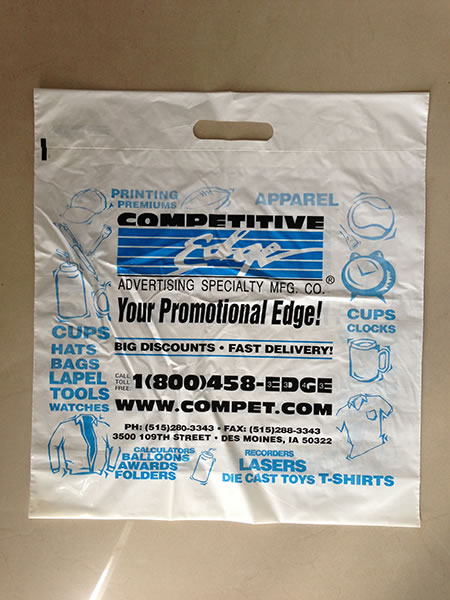 PRINTING
PREMIUMS
APPAREL
COMPETITIVE
Edge
®
ADVERTISING SPECIALTY MFG. CO.
Your Promotional Edge!
BIG DISCOUNTS • FAST DELIVERY!
CALL
TOLL
FREE:
1(800)458-EDGE
WWW.COMPET.COM
PH: (515)280-3343 • FAX: (515)288-3343
3500 109TH STREET • DES MOINES, IA 50322
CUPS
HATS
BAGS
LAPEL
TOOLS
WATCHES
CUPS
CLOCKS
CALCULATORS
BALLOONS
AWARDS
FOLDERS
RECORDERS
LASERS
DIE CAST TOYS T-SHIRTS